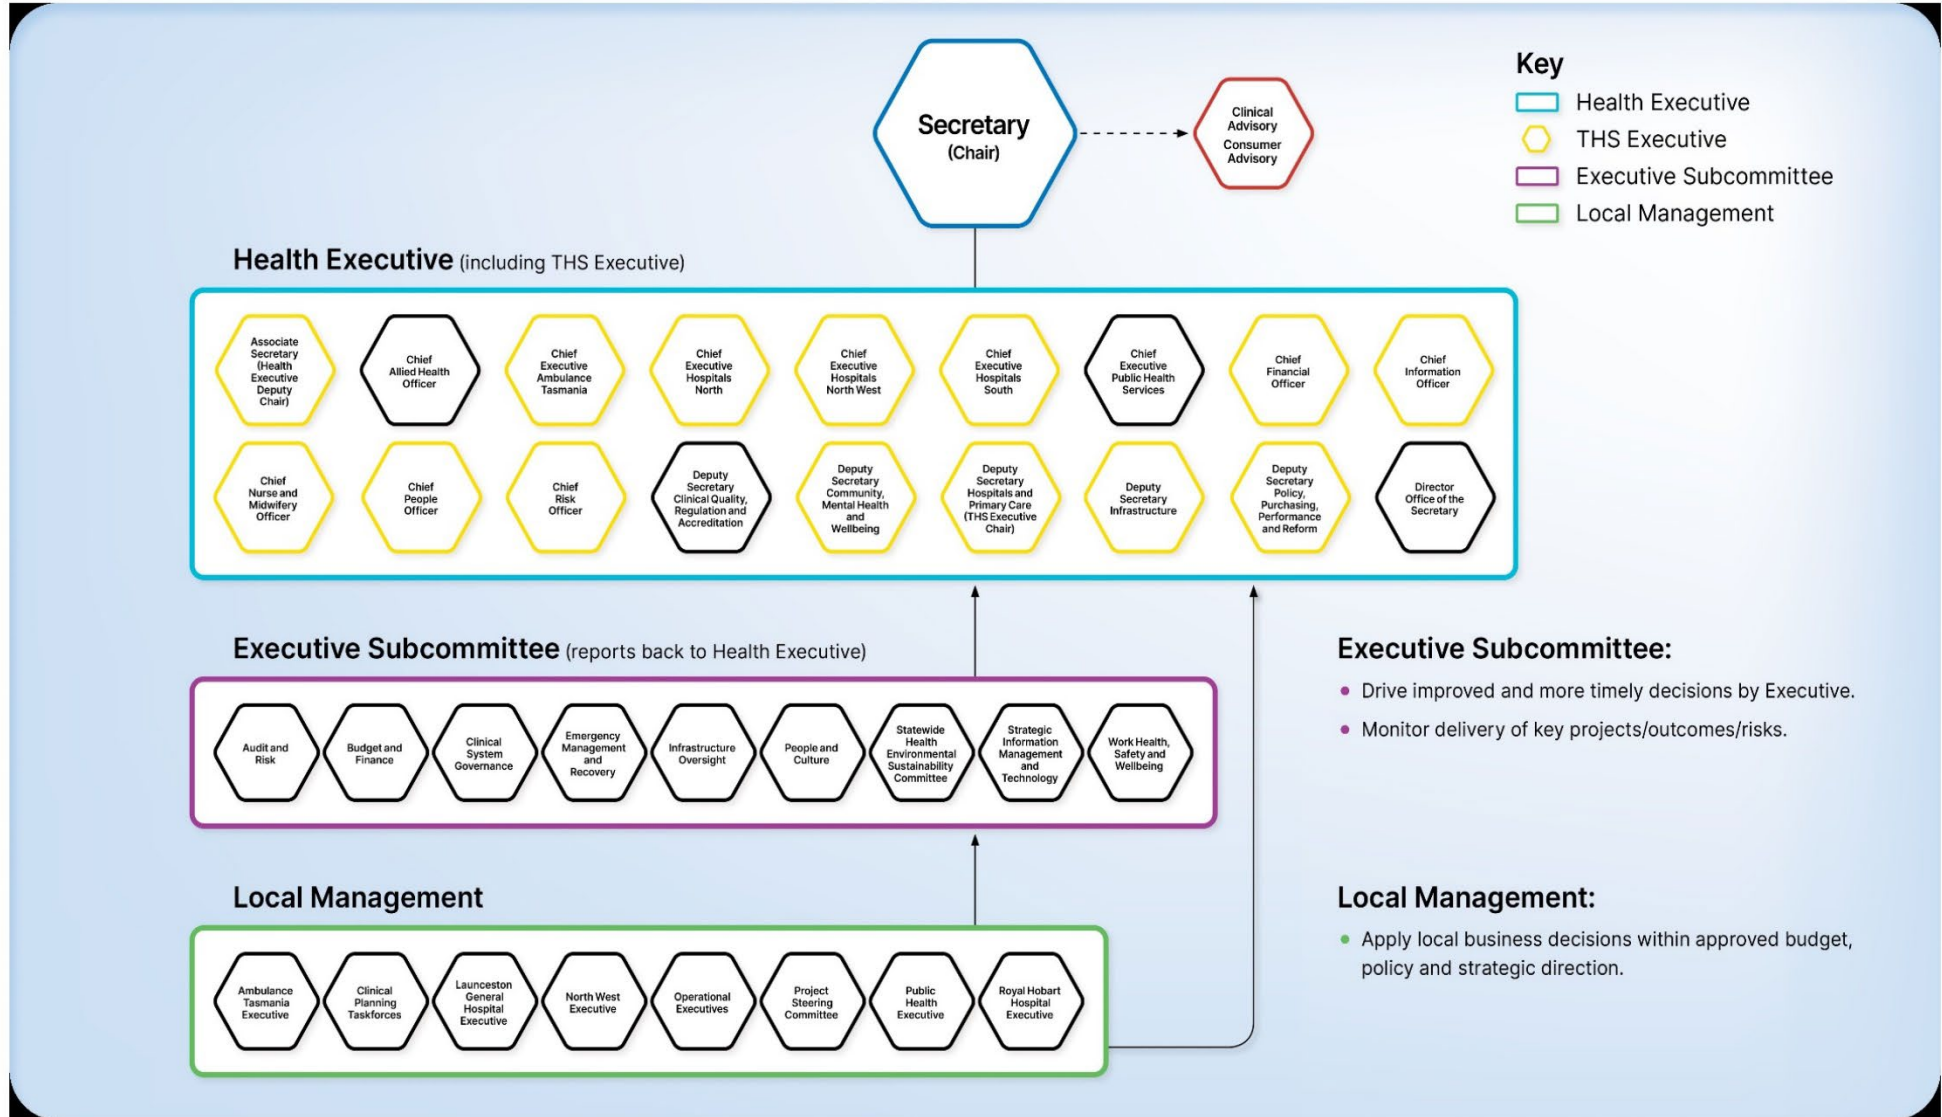 Secretary
(Chair)
Clinical
Advisory
Consumer
Advisory
Key
Health Executive
THS Executive
Executive Subcommittee
Local Management
Health Executive (including THS Executive)
Associate
Secretary
(Health
Executive
Deputy
Chair)
Chief
Allied Health
Officer
Chief
Executive
Ambulance
Tasmania
Chief
Executive
Hospitals
North
Chief
Executive
Hospitals
North West
Chief
Executive
Hospitals
South
Chief
Executive
Public Health
Services
Chief
Financial
Officer
Chief
Information
Officer
Chief
Nurse and
Midwifery
Officer
Chief
People
Officer
Chief
Risk
Officer
Deputy
Secretary
Clinical Quality,
Regulation and
Accreditation
Deputy
Secretary
Community,
Mental Health
and
Wellbeing
Deputy
Secretary
Hospitals and
Primary Care
(THS Executive
Chair)
Deputy
Secretary
Infrastructure
Deputy
Secretary
Policy,
Purchasing,
Performance
and Reform
Director
Office of the
Secretary
Executive Subcommittee (reports back to Health Executive)
Audit and
Risk
Budget and
Finance
Clinical
System
Governance
Emergency
Management
and
Recovery
Infrastructure
Oversight
People and
Culture
Statewide
Health
Environmental
Sustainability
Committee
Strategic
Information
Management
and
Technology
Work Health,
Safety and
Wellbeing
Executive Subcommittee:
• Drive improved and more timely decisions by Executive.
• Monitor delivery of key projects/outcomes/risks.
Local Management
Ambulance
Tasmania
Executive
Clinical
Planning
Taskforces
Launceston
General
Hospital
Executive
North West
Executive
Operational
Executives
Project
Steering
Committee
Public
Health
Executive
Royal Hobart
Hospital
Executive
Local Management:
• Apply local business decisions within approved budget,
policy and strategic direction.